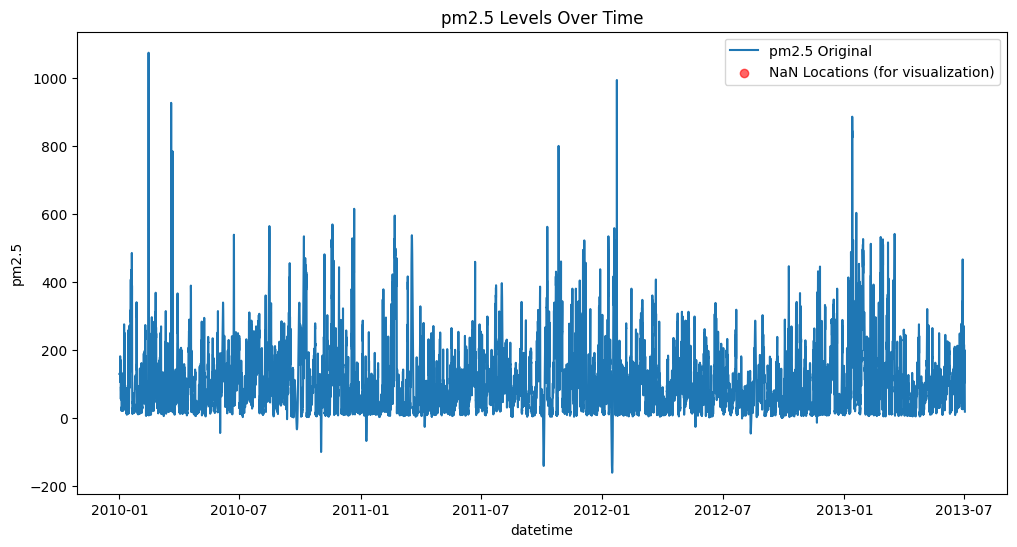 pm2.5 Levels Over Time
pm2.5 Original
NaN Locations (for visualization)
1000
800
600
400
200
0
−200
pm2.5
2010-01 2010-07 2011-01 2011-07 2012-01 2012-07 2013-01 2013-07
datetime